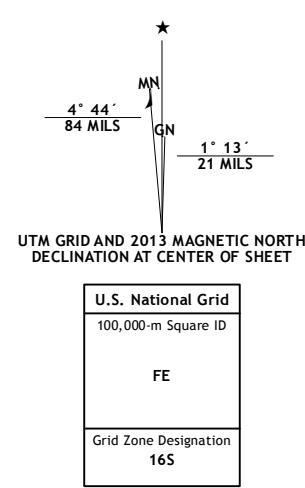 ★
MN
4° 44´
84 MILS
GN
1° 13´
21 MILS
UTM GRID AND 2013 MAGNETIC NORTH
DECLINATION AT CENTER OF SHEET
U.S. National Grid
100,000-m Square ID
FE
Grid Zone Designation
16S